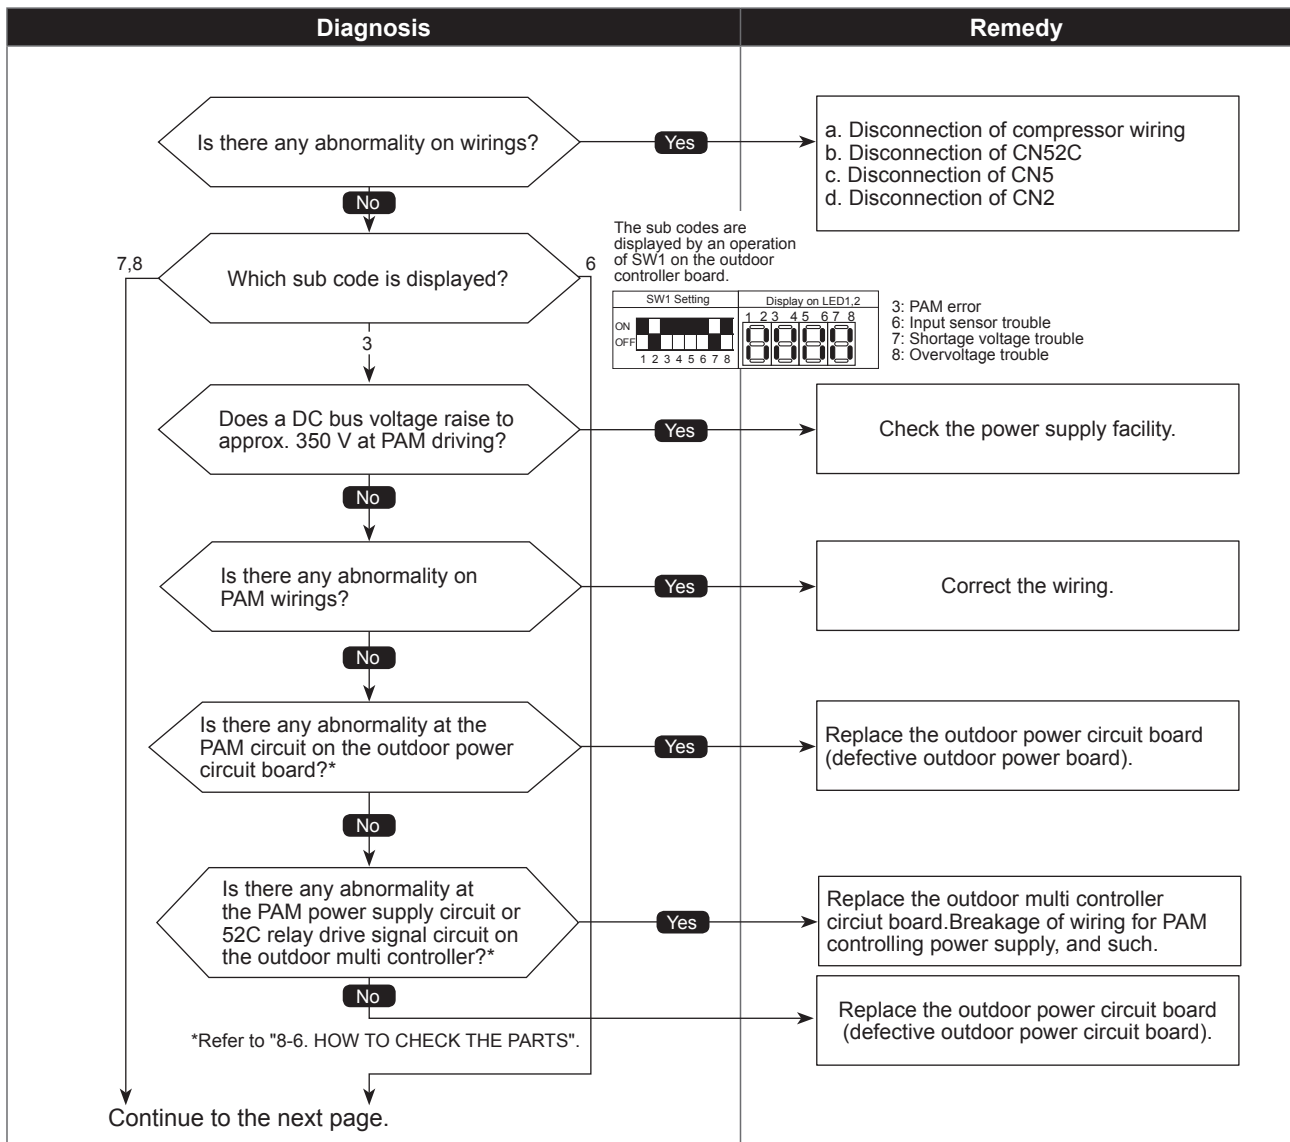 Diagnosis
Remedy
Is there any abnormality on wirings?
Yes
a. Disconnection of compressor wiring
b. Disconnection of CN52C
c. Disconnection of CN5
d. Disconnection of CN2
No
The sub codes are
displayed by an operation
of SW1 on the outdoor
controller board.
7,8
Which sub code is displayed?
6
SW1 Setting
Display on LED1,2
ON
OFF
1 2 3 4 5 6 7 8
1 2 3 4 5 6 7 8
3: PAM error
6: Input sensor trouble
7: Shortage voltage trouble
8: Overvoltage trouble
3
Does a DC bus voltage raise to
approx. 350 V at PAM driving?
Yes
Check the power supply facility.
No
Is there any abnormality on
PAM wirings?
Yes
Correct the wiring.
No
Is there any abnormality at the
PAM circuit on the outdoor power
circuit board?*
Yes
Replace the outdoor power circuit board
(defective outdoor power board).
No
Is there any abnormality at
the PAM power supply circuit or
52C relay drive signal circuit on
the outdoor multi controller?*
Yes
Replace the outdoor multi controller
circiut board.Breakage of wiring for PAM
controlling power supply, and such.
No
Replace the outdoor power circuit board
(defective outdoor power circuit board).
*Refer to "8-6. HOW TO CHECK THE PARTS".
Continue to the next page.